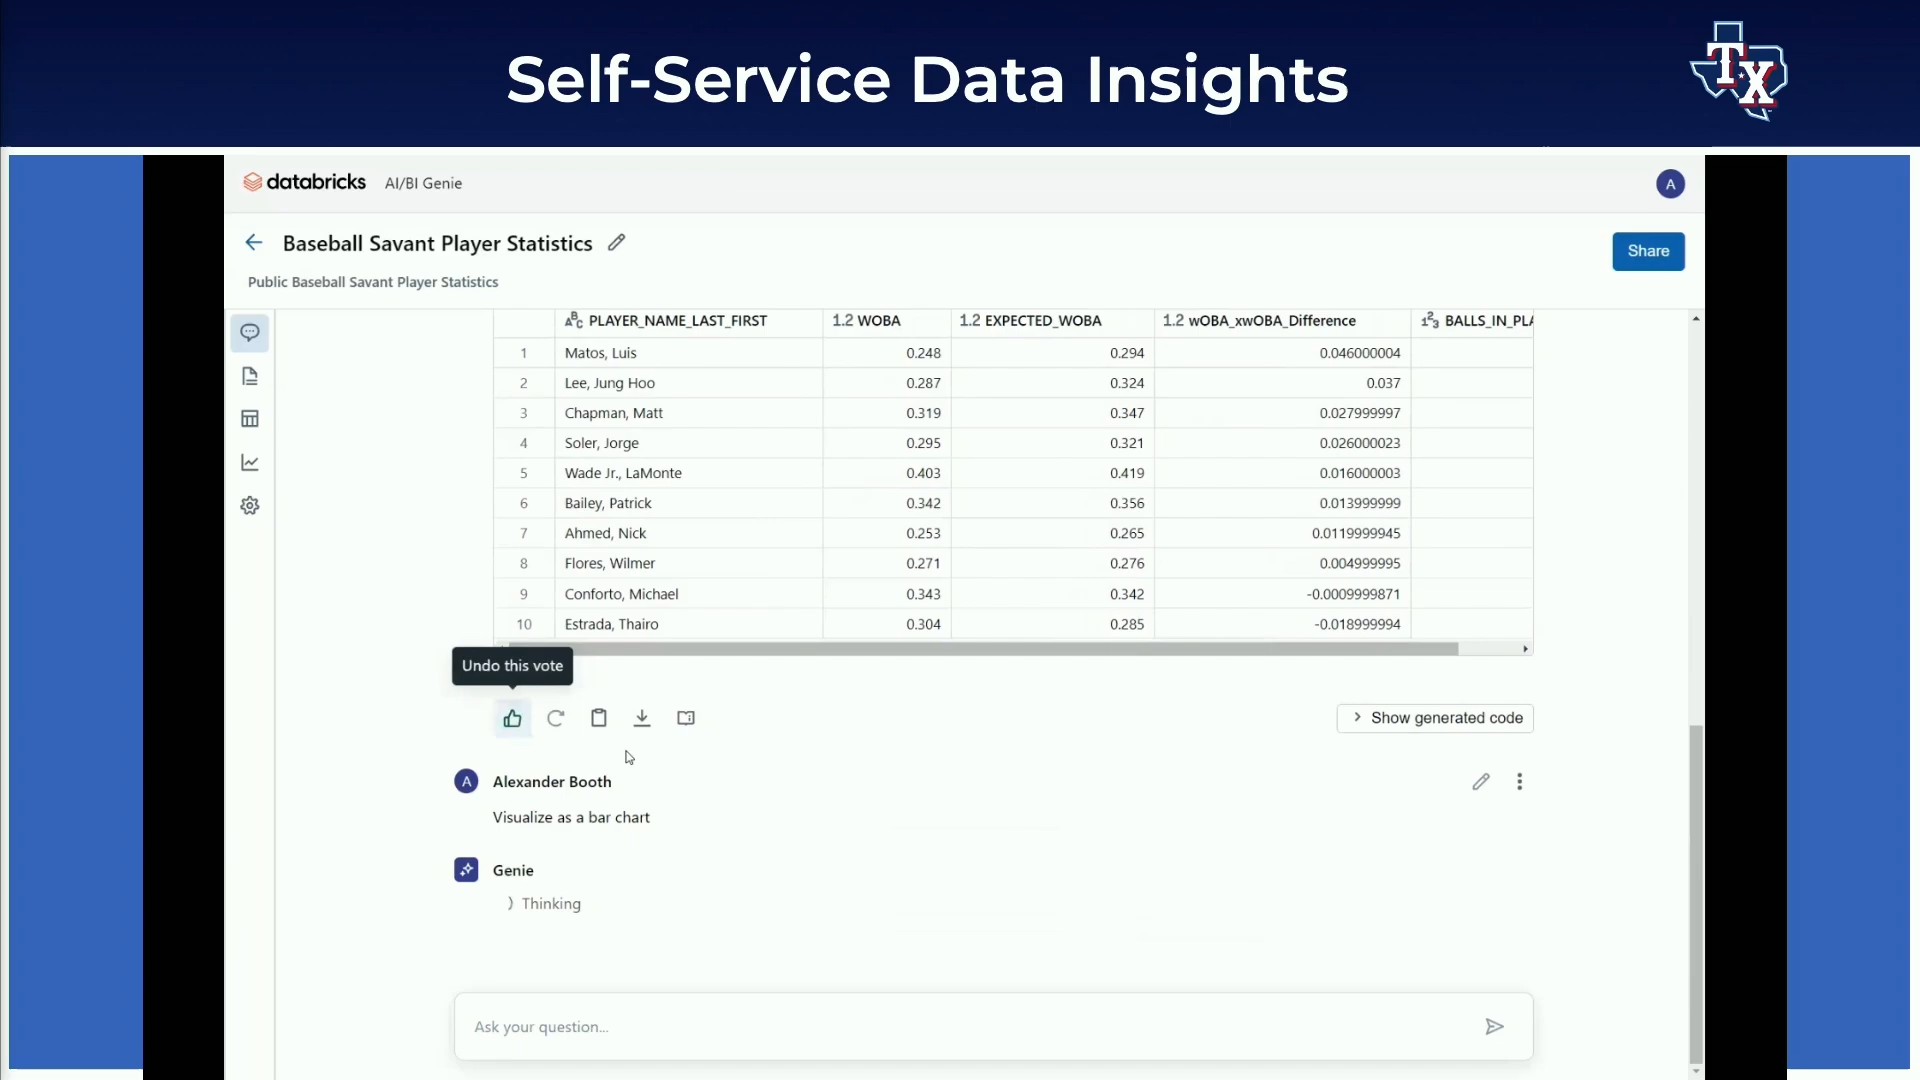 Self-Service Data Insights
TX
databricks AI/BI Genie
A
Baseball Savant Player Statistics
Share
Public Baseball Savant Player Statistics
ABC PLAYER_NAME_LAST_FIRST 1.2 WOBA 1.2 EXPECTED_WOBA 1.2 wOBA_xwOBA_Difference 123 BALLS_IN_PLA
1 Matos, Luis 0.248 0.294 0.046000004
2 Lee, Jung Hoo 0.287 0.324 0.037
3 Chapman, Matt 0.319 0.347 0.027999997
4 Soler, Jorge 0.295 0.321 0.026000023
5 Wade Jr., LaMonte 0.403 0.419 0.016000003
6 Bailey, Patrick 0.342 0.356 0.013999999
7 Ahmed, Nick 0.253 0.265 0.0119999945
8 Flores, Wilmer 0.271 0.276 0.004999995
9 Conforto, Michael 0.343 0.342 -0.0009999871
10 Estrada, Thairo 0.304 0.285 -0.018999994
Undo this vote
Show generated code
A Alexander Booth
Visualize as a bar chart
Genie
Thinking
Ask your question...